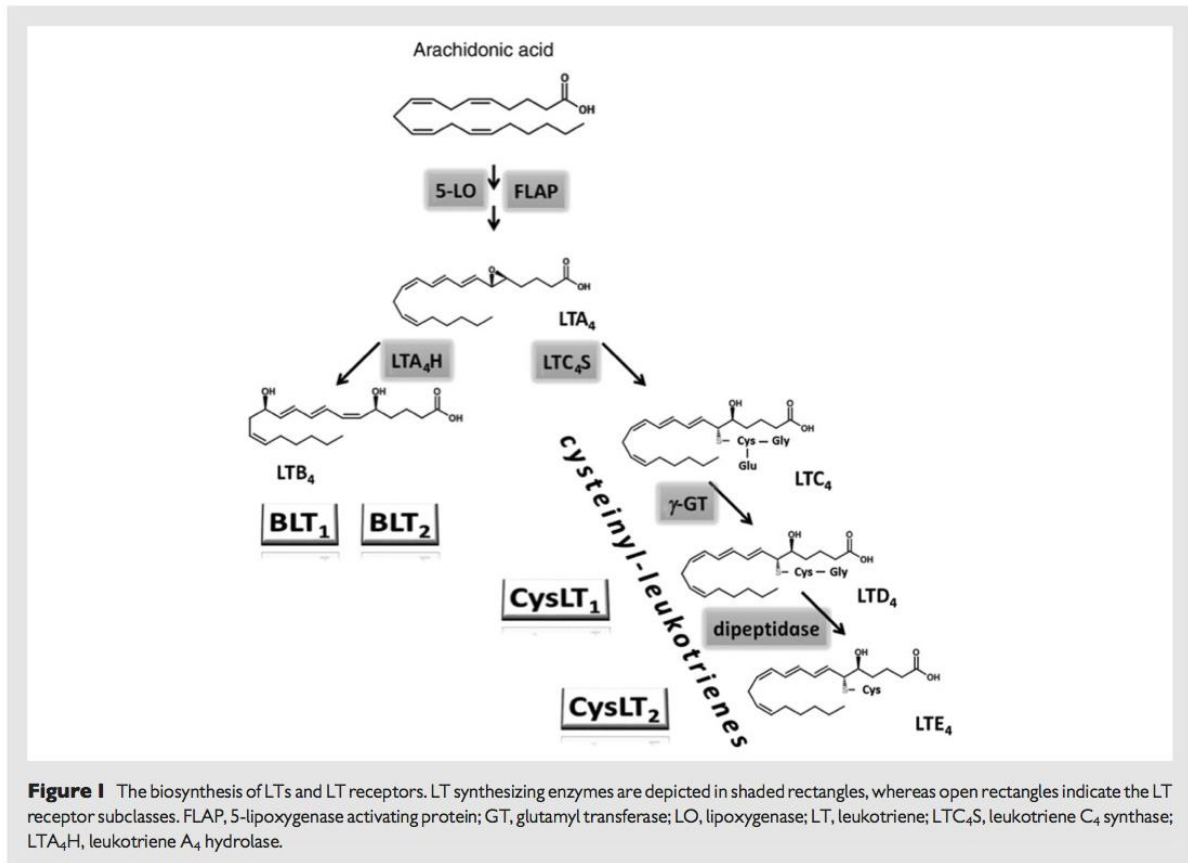 Arachidonic acid
O
OH
5-LO
FLAP
O
O
OH
LTA₄
LTA₄H
LTC₄S
OH
OH
O
OH
LTB₄
OH
O
OH
S
Cys – Gly
Glu
LTC₄
BLT₁
BLT₂
γ-GT
OH
O
OH
S
Cys – Gly
LTD₄
cysteinyl-leukotrienes
CysLT₁
dipeptidase
OH
O
OH
S
Cys
LTE₄
CysLT₂
Figure 1 The biosynthesis of LTs and LT receptors. LT synthesizing enzymes are depicted in shaded rectangles, whereas open rectangles indicate the LT
receptor subclasses. FLAP, 5-lipoxygenase activating protein; GT, glutamyl transferase; LO, lipoxygenase; LT, leukotriene; LTC₄S, leukotriene C₄ synthase;
LTA₄H, leukotriene A₄ hydrolase.